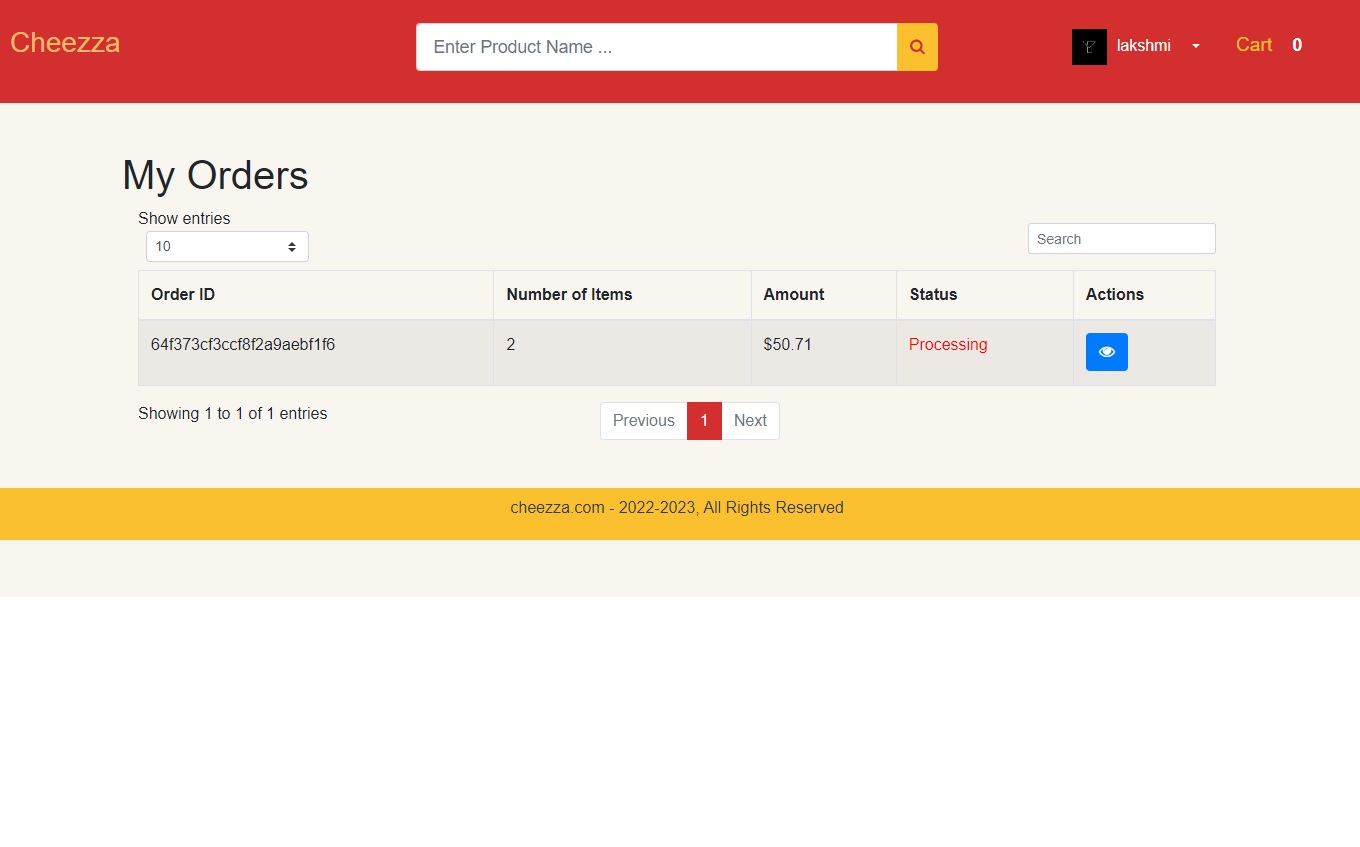 Cheezza
Enter Product Name ...
lakshmi
Cart 0
My Orders
Show entries
10
Search
Order ID Number of Items Amount Status Actions
64f373cf3ccf8f2a9aebf1f6 2 $50.71 Processing
Showing 1 to 1 of 1 entries
Previous 1 Next
cheezza.com - 2022-2023, All Rights Reserved